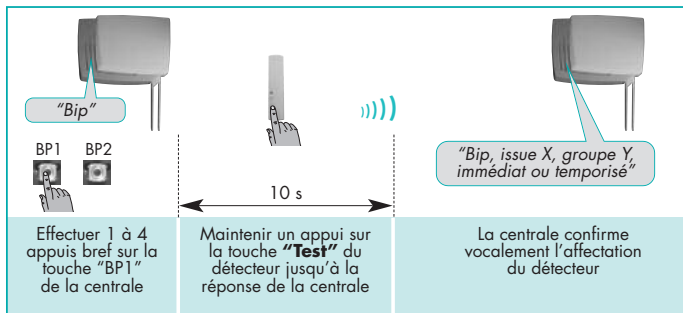 “Bip”
BP1 BP2
10 s
“Bip, issue X, groupe Y,
immédiat ou temporisé”
Effectuer 1 à 4
appuis bref sur la
touche “BP1”
de la centrale
Maintenir un appui sur
la touche “Test” du
détecteur jusqu’à la
réponse de la centrale
La centrale confirme
vocalement l’affectation
du détecteur